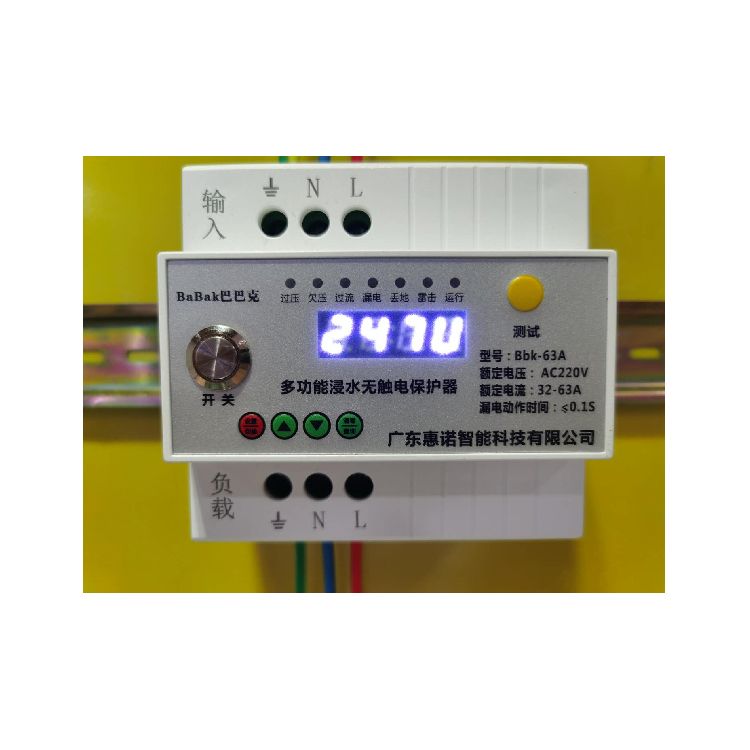 输入
N L
BaBak巴巴克
过压 欠压 过流 漏电 丢地 雷击 运行
247U
测试
型号：Bbk-63A
额定电压：AC220V
额定电流：32-63A
漏电动作时间：≤0.1S
开关
多功能浸水无触电保护器
广东惠诺智能科技有限公司
负载
N L